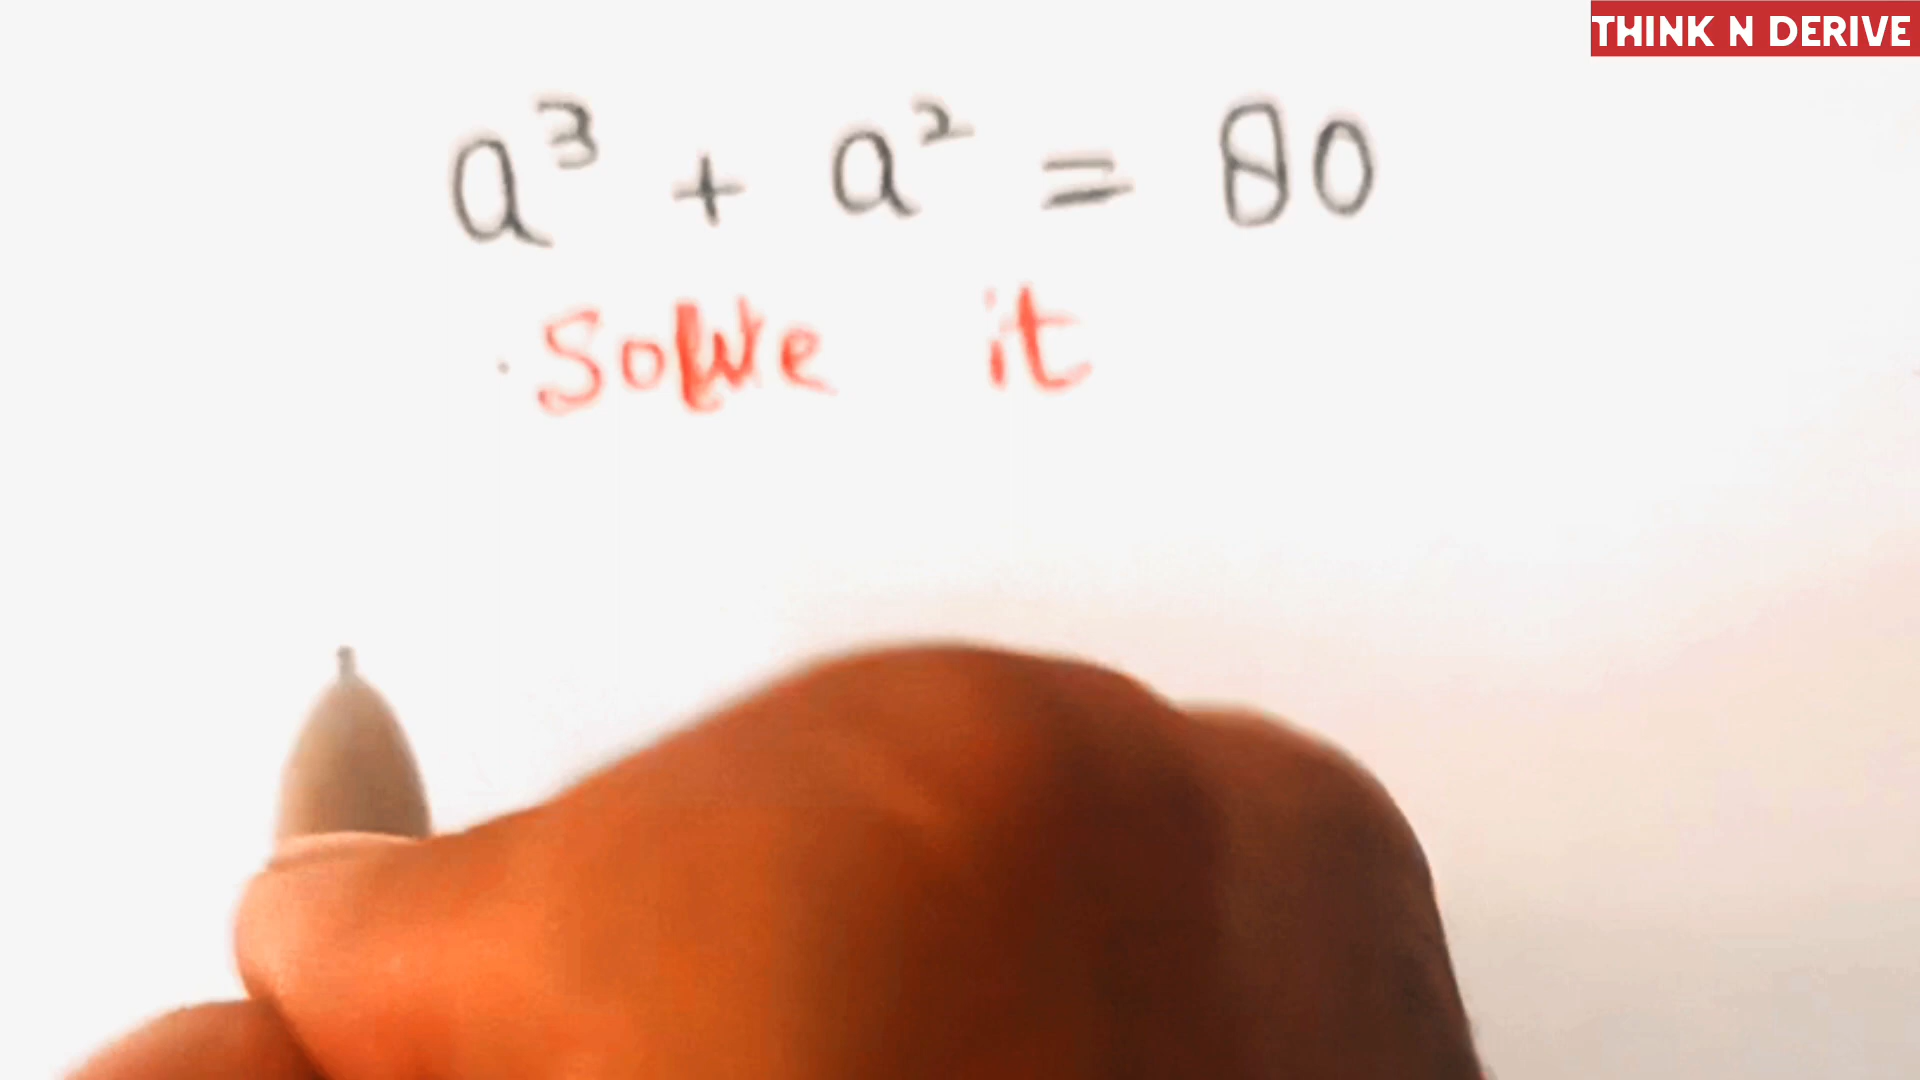 THINK N DERIVE
a³ + a² = 80
Solve it